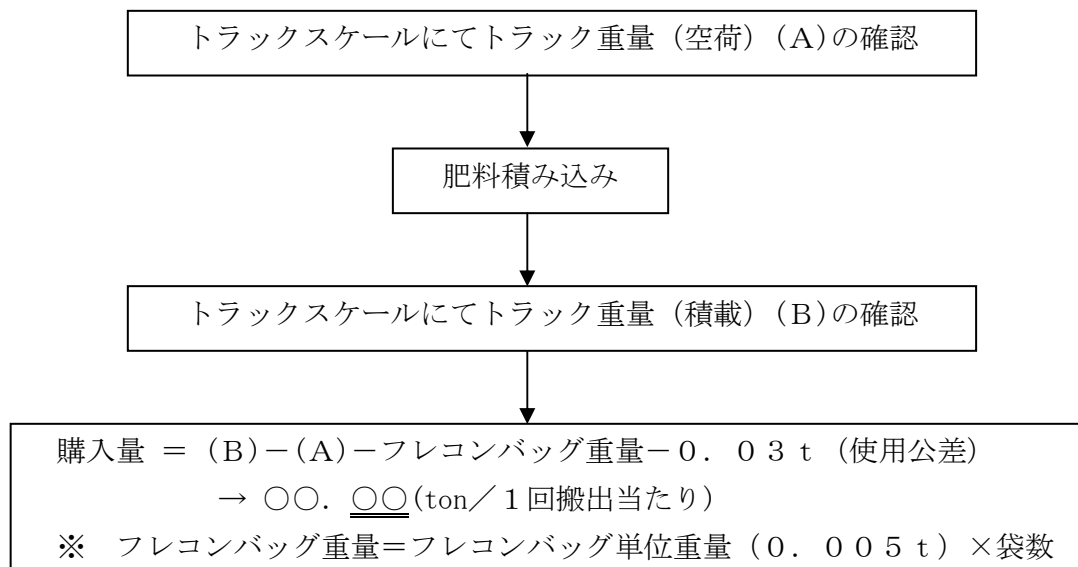 トラックスケールにてトラック重量（空荷）（A）の確認
肥料積み込み
トラックスケールにてトラック重量（積載）（B）の確認
購入量 ＝（B）－（A）－フレコンバッグ重量－０．０３ｔ（使用公差）
→ ○○．○○(ton／１回搬出当たり）
※　フレコンバッグ重量＝フレコンバッグ単位重量（０．００５ｔ）×袋数